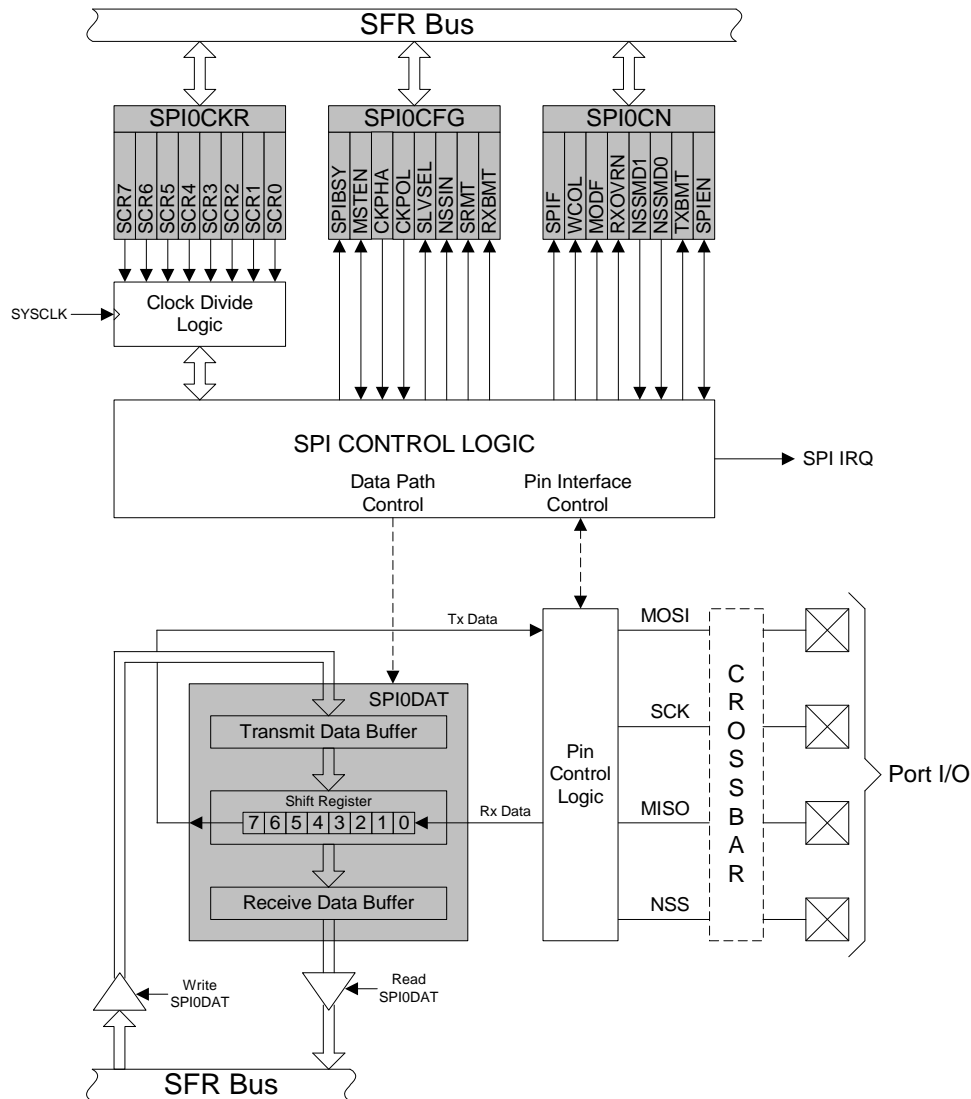 SFR Bus
SPI0CKR
SCR7
SCR6
SCR5
SCR4
SCR3
SCR2
SCR1
SCR0
SPI0CFG
SPIBSY
MSTEN
CKPHA
CKPOL
SLVSEL
NSSIN
SRMT
RXBMT
SPI0CN
SPIF
WCOL
MODF
RXOVRN
NSSMD1
NSSMD0
TXBMT
SPIEN
SYSCLK
Clock Divide
Logic
SPI CONTROL LOGIC
SPI IRQ
Data Path
Control
Pin Interface
Control
Tx Data
MOSI
SPI0DAT
Transmit Data Buffer
SCK
Shift Register
7 6 5 4 3 2 1 0
Rx Data
Pin
Control
Logic
MISO
Receive Data Buffer
NSS
CROSSBAR
Port I/O
Write
SPI0DAT
Read
SPI0DAT
SFR Bus